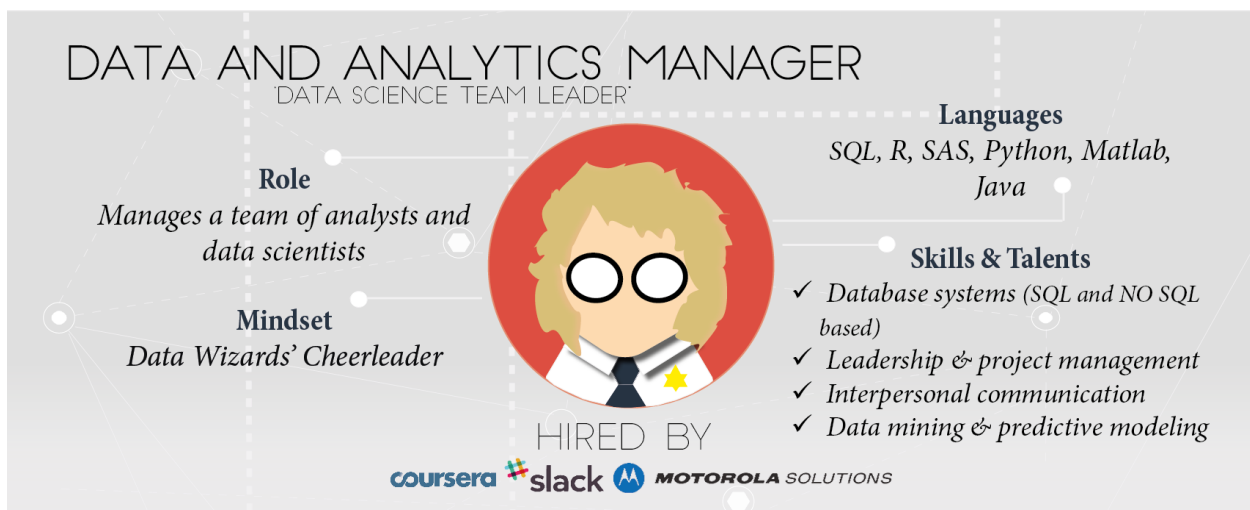 DATA AND ANALYTICS MANAGER
'DATA SCIENCE TEAM LEADER'
Role
Manages a team of analysts and
data scientists
Mindset
Data Wizards’ Cheerleader
Languages
SQL, R, SAS, Python, Matlab,
Java
Skills & Talents
✓ Database systems (SQL and NO SQL
based)
✓ Leadership & project management
✓ Interpersonal communication
✓ Data mining & predictive modeling
HIRED BY
coursera slack MOTOROLA SOLUTIONS